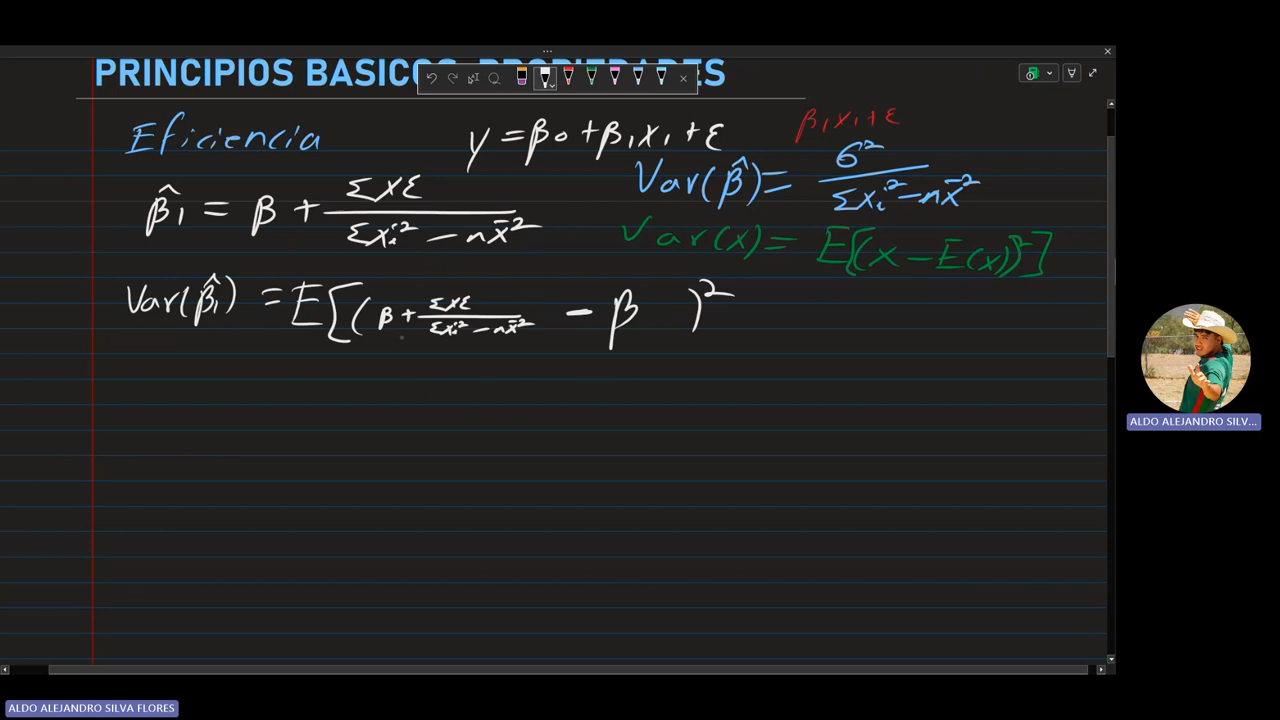 PRINCIPIOS BASICOS PROPIEDADES
Eficiencia
y = β0 + β1x1 + ε
β1x1 + ε
Var(β̂) = 6² / Σxi² - nx̄²
β̂1 = β + ΣXε / Σxi² - nx̄²
Var(x) = E[(x - E(x))²]
Var(β̂1) = E[(β + ΣXε / Σxi² - nx̄² - β)²
ALDO ALEJANDRO SILV...
ALDO ALEJANDRO SILVA FLORES